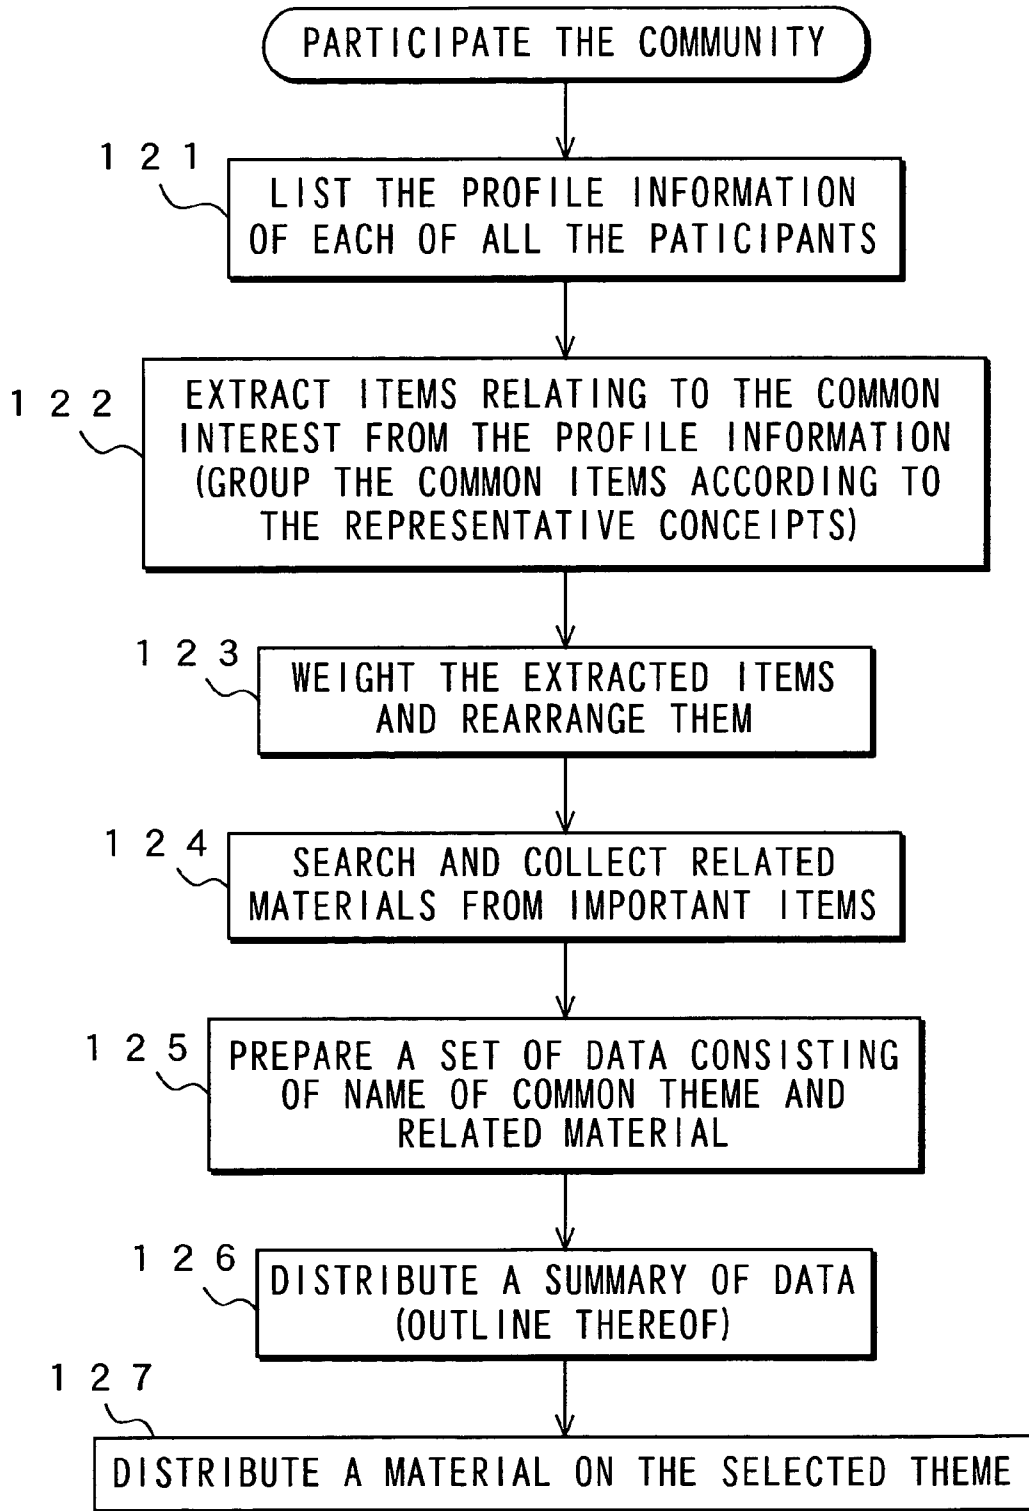 PARTICIPATE THE COMMUNITY
121
LIST THE PROFILE INFORMATION
OF EACH OF ALL THE PATICIPANTS
122
EXTRACT ITEMS RELATING TO THE COMMON
INTEREST FROM THE PROFILE INFORMATION
(GROUP THE COMMON ITEMS ACCORDING TO
THE REPRESENTATIVE CONCEIPTS)
123
WEIGHT THE EXTRACTED ITEMS
AND REARRANGE THEM
124
SEARCH AND COLLECT RELATED
MATERIALS FROM IMPORTANT ITEMS
125
PREPARE A SET OF DATA CONSISTING
OF NAME OF COMMON THEME AND
RELATED MATERIAL
126
DISTRIBUTE A SUMMARY OF DATA
(OUTLINE THEREOF)
127
DISTRIBUTE A MATERIAL ON THE SELECTED THEME